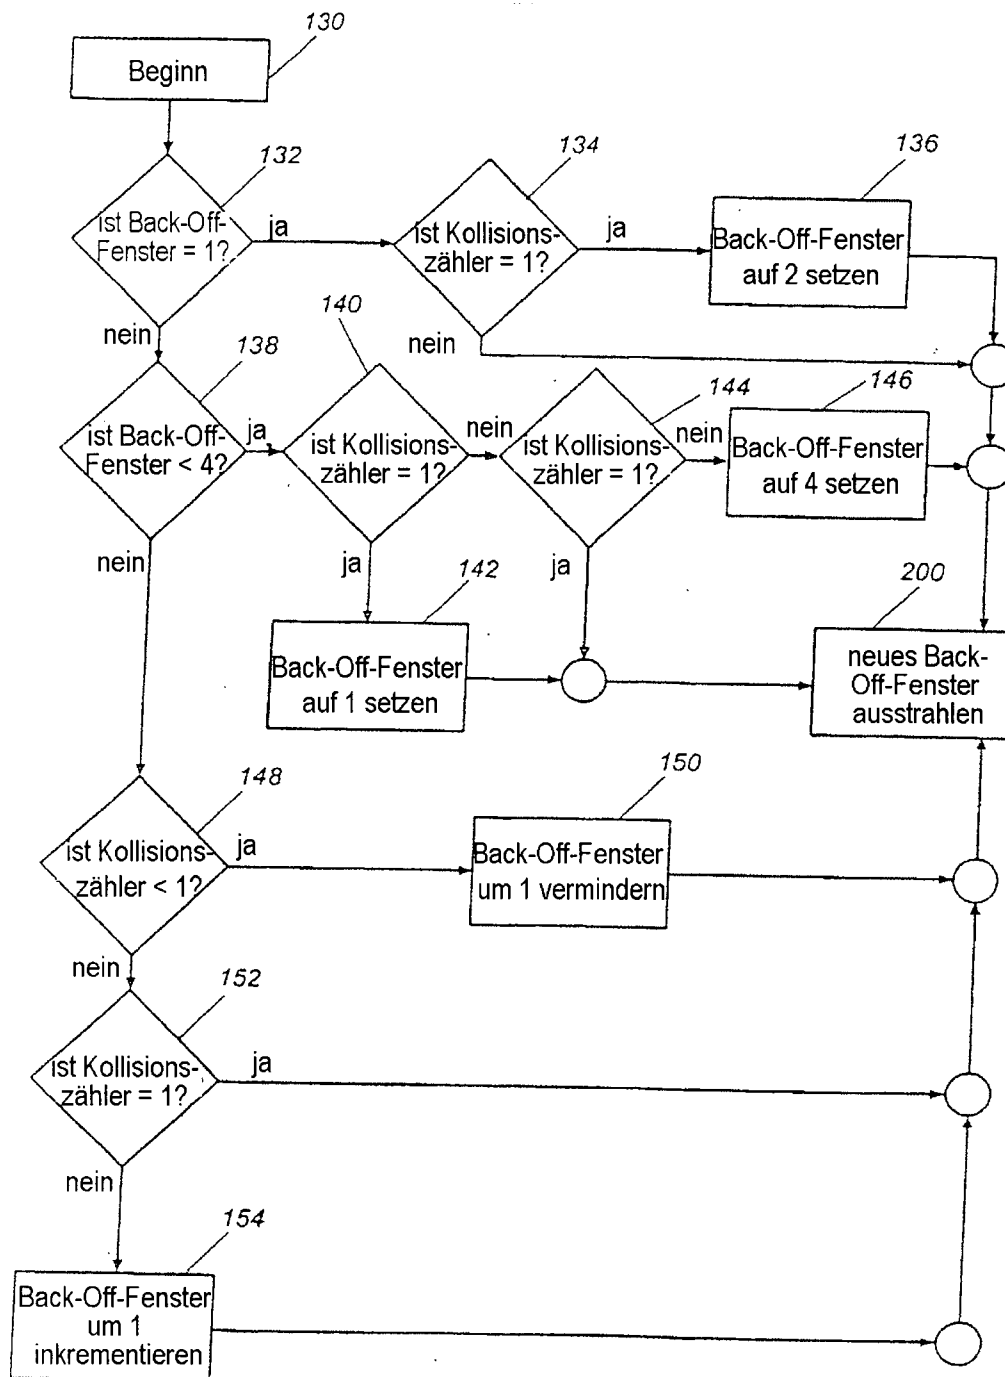 130
Beginn
132
ist Back-Off-
Fenster = 1?
ja
134
ist Kollisions-
zähler = 1?
ja
136
Back-Off-Fenster
auf 2 setzen
nein
nein
138
ist Back-Off-
Fenster < 4?
ja
140
ist Kollisions-
zähler = 1?
nein
144
ist Kollisions-
zähler = 1?
nein
146
Back-Off-Fenster
auf 4 setzen
nein
ja
142
Back-Off-Fenster
auf 1 setzen
ja
200
neues Back-
Off-Fenster
ausstrahlen
148
ist Kollisions-
zähler < 1?
ja
150
Back-Off-Fenster
um 1 vermindern
nein
152
ist Kollisions-
zähler = 1?
ja
nein
154
Back-Off-Fenster
um 1
inkrementieren